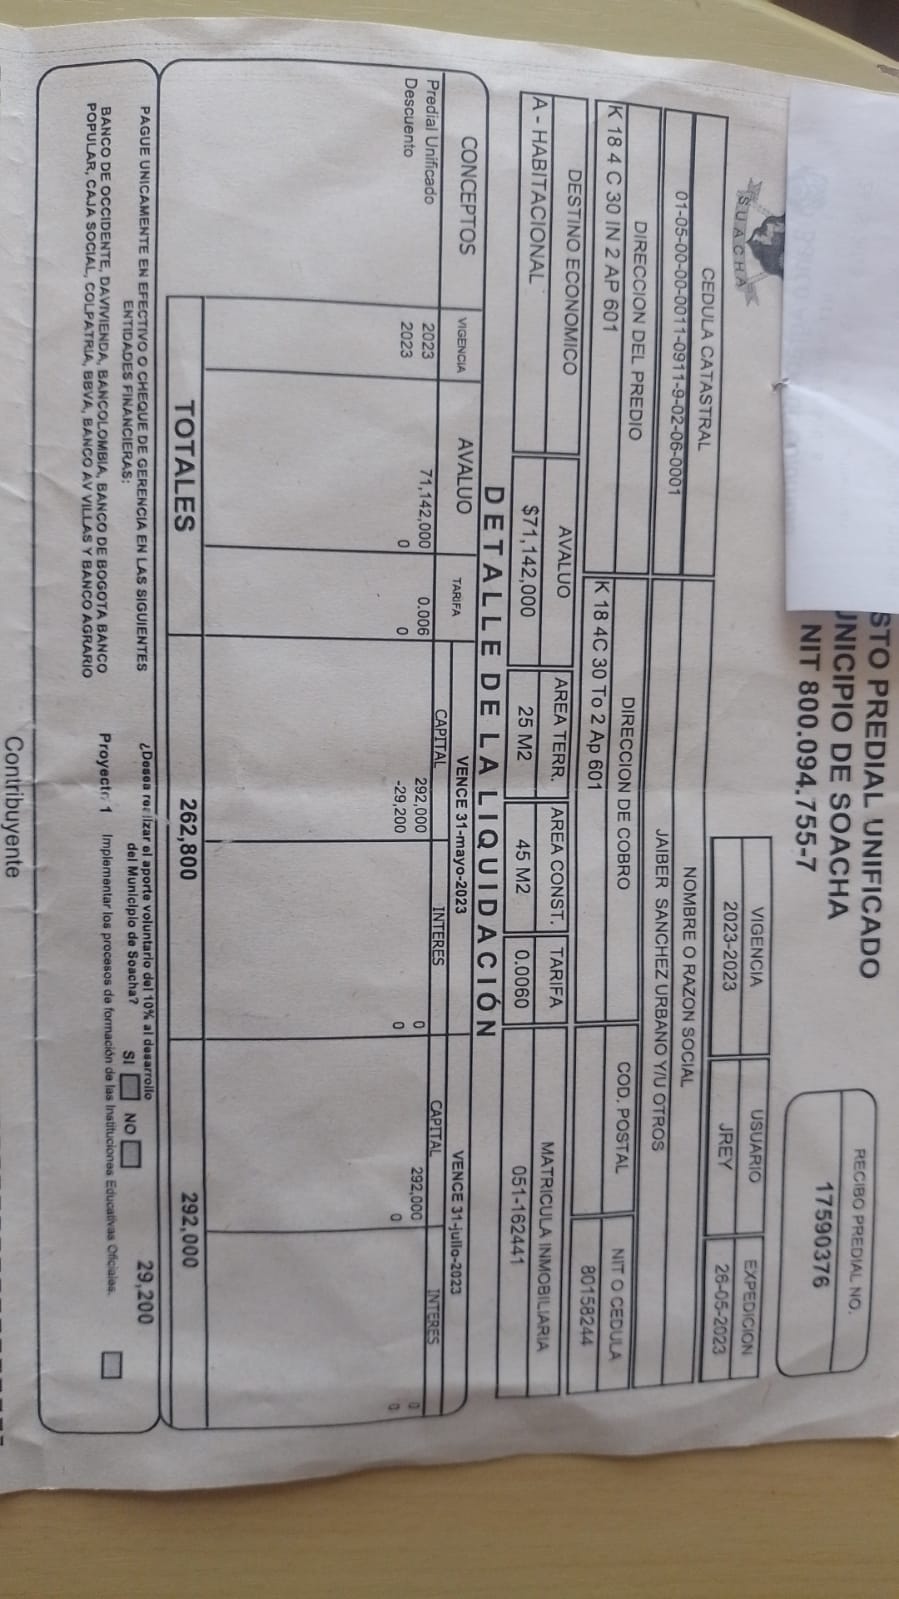 STO PREDIAL UNIFICADO
UNICIPIO DE SOACHA
NIT 800.094.755-7
RECIBO PREDIAL NO.
17590376
SUACHA
VIGENCIA USUARIO EXPEDICION
2023-2023 JREY 26-05-2023
CEDULA CATASTRAL NOMBRE O RAZON SOCIAL
01-05-00-00-0011-0911-9-02-06-0001 JAIBER SANCHEZ URBANO Y/U OTROS
DIRECCION DEL PREDIO DIRECCION DE COBRO COD. POSTAL NIT O CEDULA
K 18 4 C 30 IN 2 AP 601 K 18 4C 30 To 2 Ap 601 80158244
DESTINO ECONOMICO AVALUO AREA TERR. AREA CONST. TARIFA MATRICULA INMOBILIARIA
A - HABITACIONAL $71,142,000 25 M2 45 M2 0.0060 051-162441
DETALLE DE LA LIQUIDACIÓN
CONCEPTOS VIGENCIA AVALUO TARIFA VENCE 31-mayo-2023 VENCE 31-julio-2023
CAPITAL INTERES CAPITAL INTERES
Predial Unificado 2023 71,142,000 0.006 292,000 0 292,000 0
Descuento 2023 0 0 -29,200 0 0 0
TOTALES 262,800 292,000
PAGUE UNICAMENTE EN EFECTIVO O CHEQUE DE GERENCIA EN LAS SIGUIENTES
ENTIDADES FINANCIERAS:
BANCO DE OCCIDENTE, DAVIVIENDA, BANCOLOMBIA, BANCO DE BOGOTA BANCO
POPULAR, CAJA SOCIAL, COLPATRIA, BBVA, BANCO AV VILLAS Y BANCO AGRARIO
¿Desea realizar el aporte voluntario del 10% al desarrollo
del Municipio de Soacha? SI NO 29,200
Proyecto 1 Implementar los procesos de formación de las Instituciones Educativas Oficiales.
Contribuyente